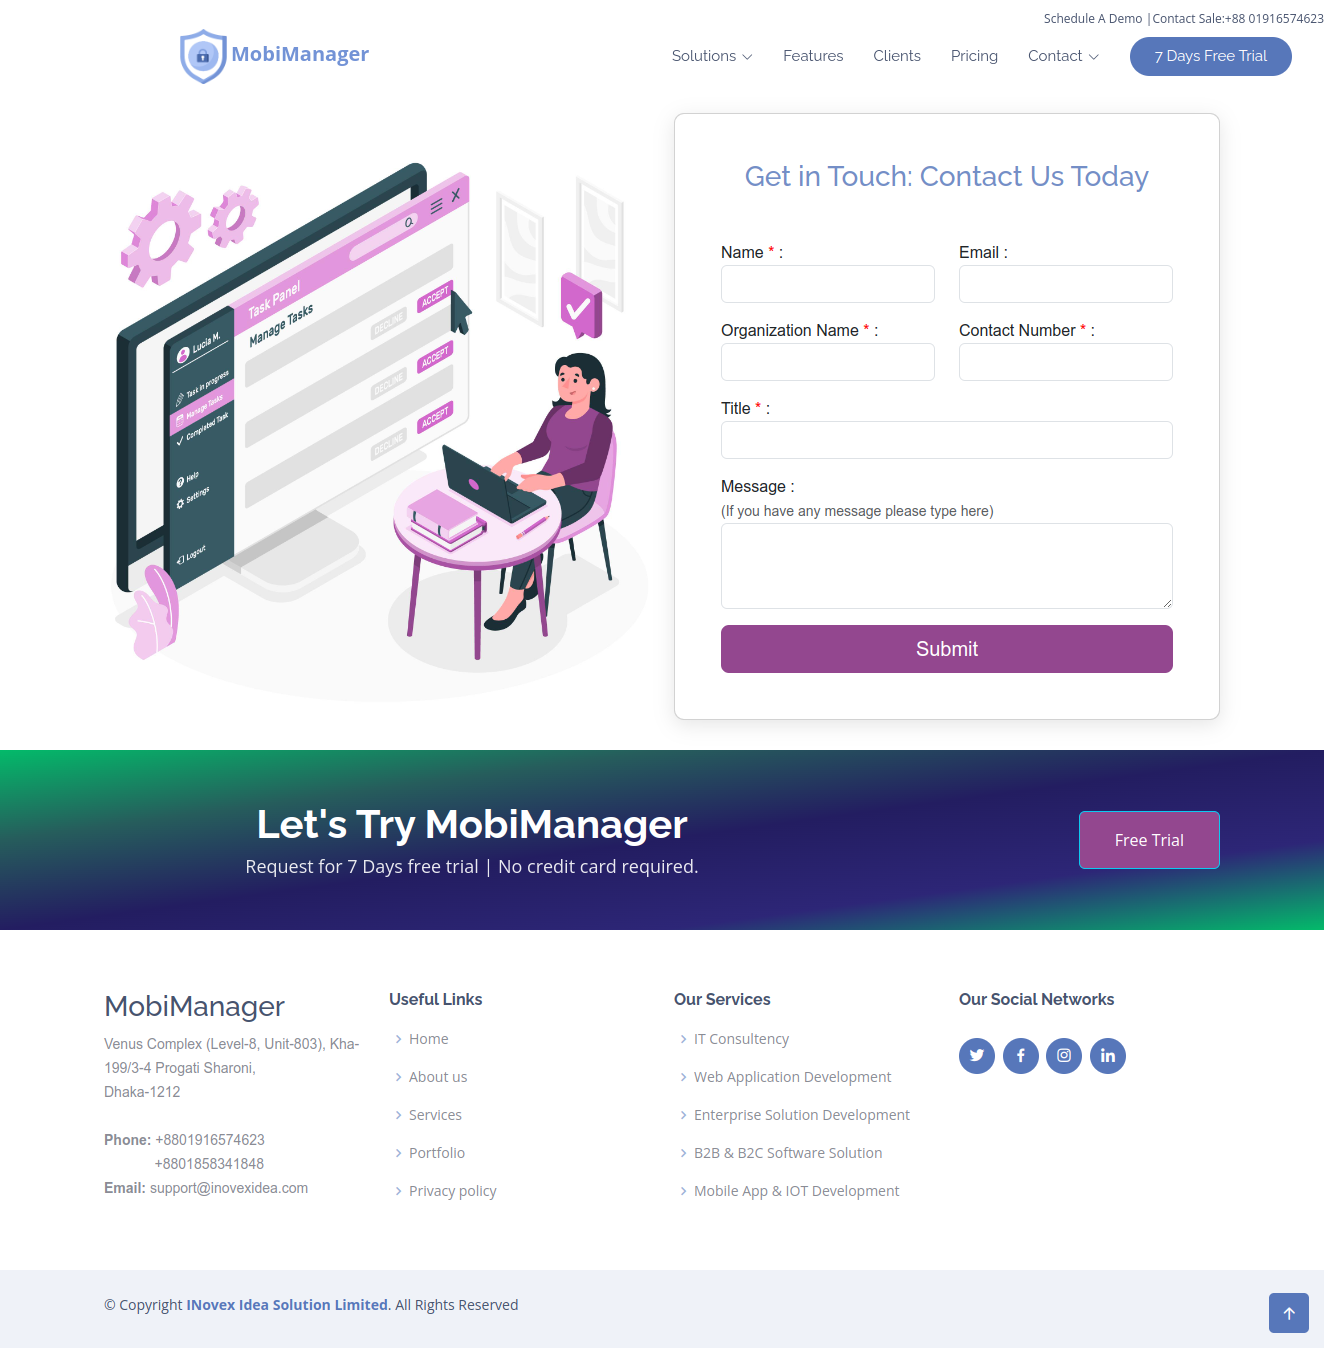 Schedule A Demo |Contact Sale:+88 01916574623
MobiManager
Solutions Features Clients Pricing Contact 7 Days Free Trial
Get in Touch: Contact Us Today
Name * :
Email :
Organization Name * :
Contact Number * :
Title * :
Message :
(If you have any message please type here)
Submit
Task Panel
Manage Tasks
Lucia M.
Task in progress
Manage Tasks
Completed Task
Help
Settings
Logout
DECLINE ACCEPT
DECLINE ACCEPT
DECLINE ACCEPT
Let's Try MobiManager
Request for 7 Days free trial | No credit card required.
Free Trial
MobiManager
Venus Complex (Level-8, Unit-803), Kha-
199/3-4 Progati Sharoni,
Dhaka-1212
Phone: +8801916574623
+8801858341848
Email: support@inovexidea.com
Useful Links
Home
About us
Services
Portfolio
Privacy policy
Our Services
IT Consultency
Web Application Development
Enterprise Solution Development
B2B & B2C Software Solution
Mobile App & IOT Development
Our Social Networks
© Copyright INovex Idea Solution Limited. All Rights Reserved